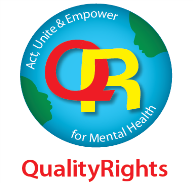 Act, Unite & Empower
QR
for Mental Health
QualityRights